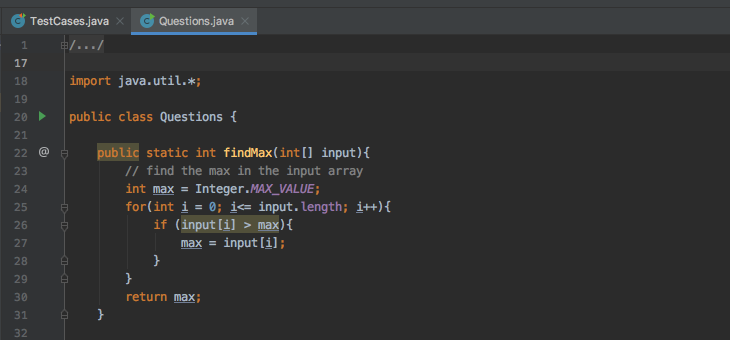 TestCases.java × Questions.java ×
1 /.../
17
18 import java.util.*;
19
20 public class Questions {
21
22 @ public static int findMax(int[] input){
23 // find the max in the input array
24 int max = Integer.MAX_VALUE;
25 for(int i = 0; i<= input.length; i++){
26 if (input[i] > max){
27 max = input[i];
28 }
29 }
30 return max;
31 }
32